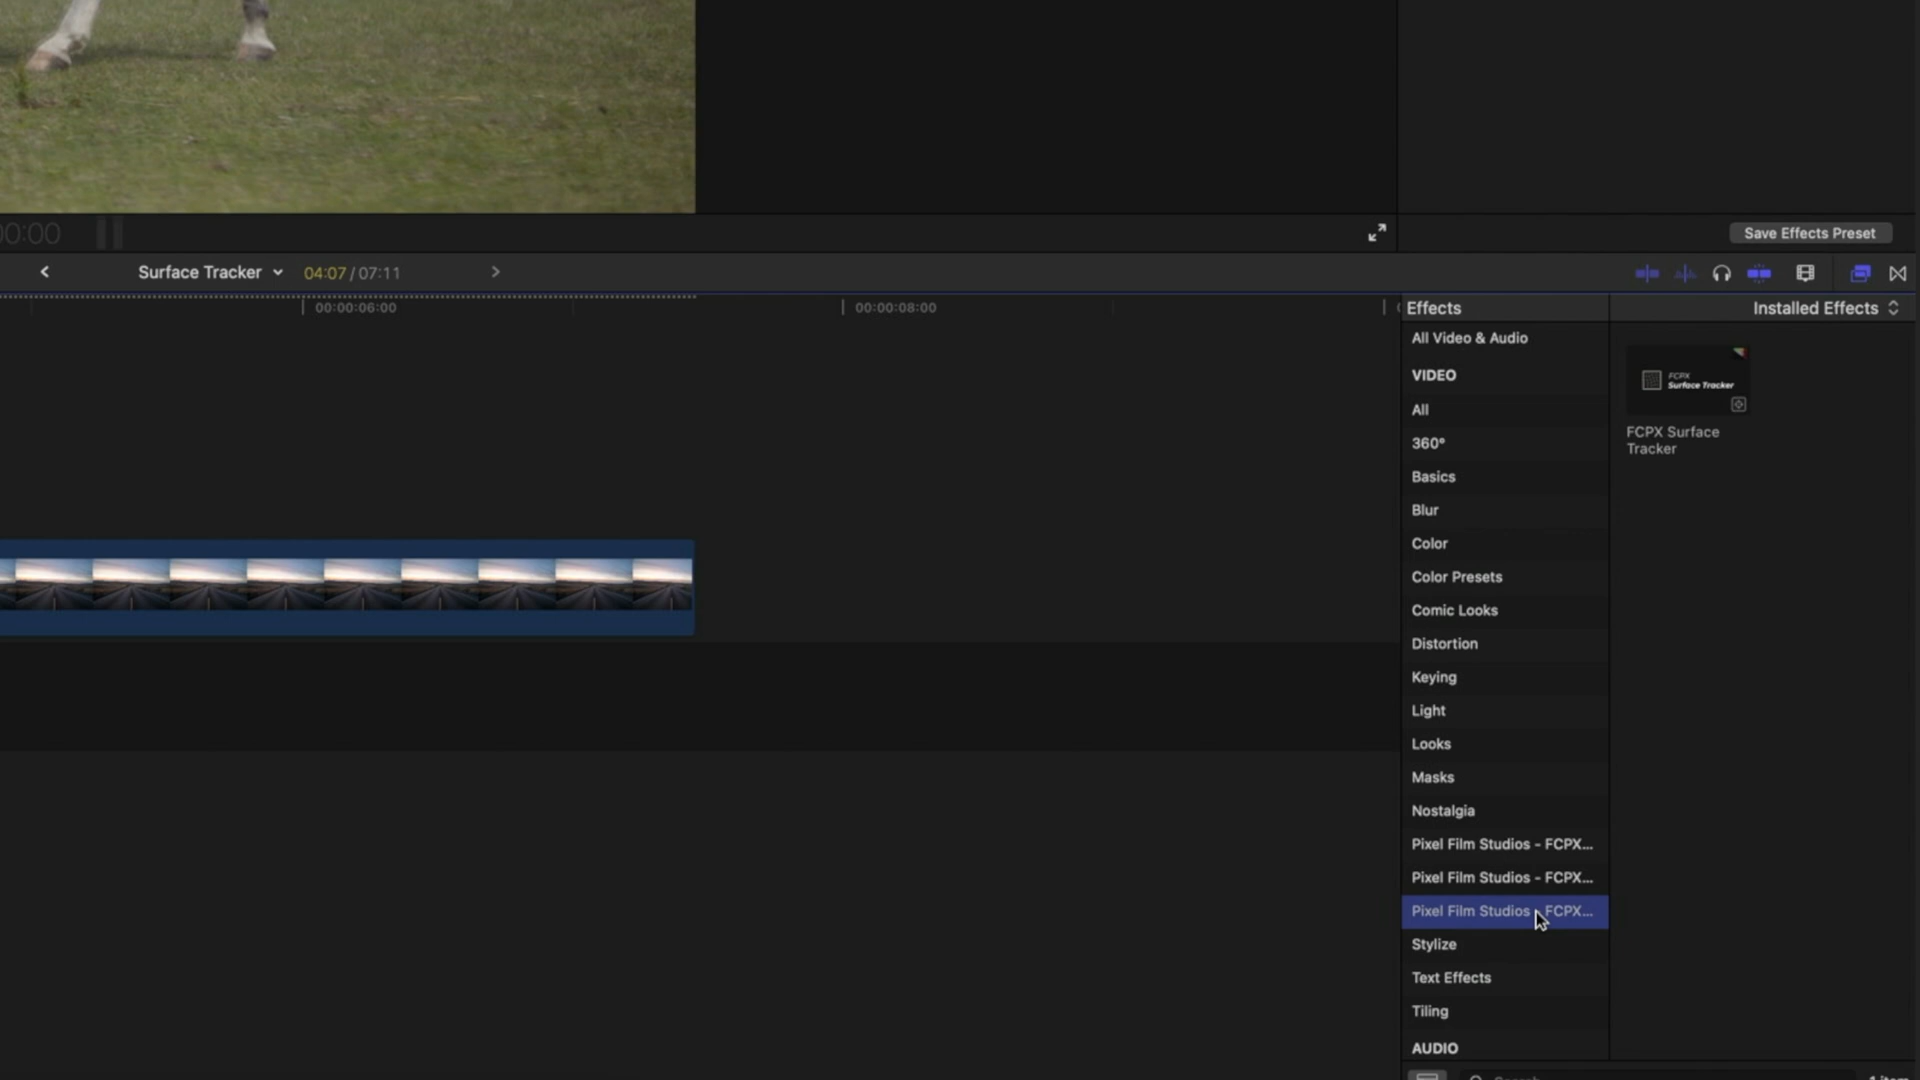 00:00
Save Effects Preset
Surface Tracker
04:07 / 07:11
00:00:06:00
00:00:08:00
Effects
Installed Effects
All Video & Audio
VIDEO
All
360°
Basics
Blur
Color
Color Presets
Comic Looks
Distortion
Keying
Light
Looks
Masks
Nostalgia
Pixel Film Studios - FCPX...
Pixel Film Studios - FCPX...
Pixel Film Studios - FCPX...
Stylize
Text Effects
Tiling
AUDIO
FCPX
Surface Tracker
FCPX Surface
Tracker